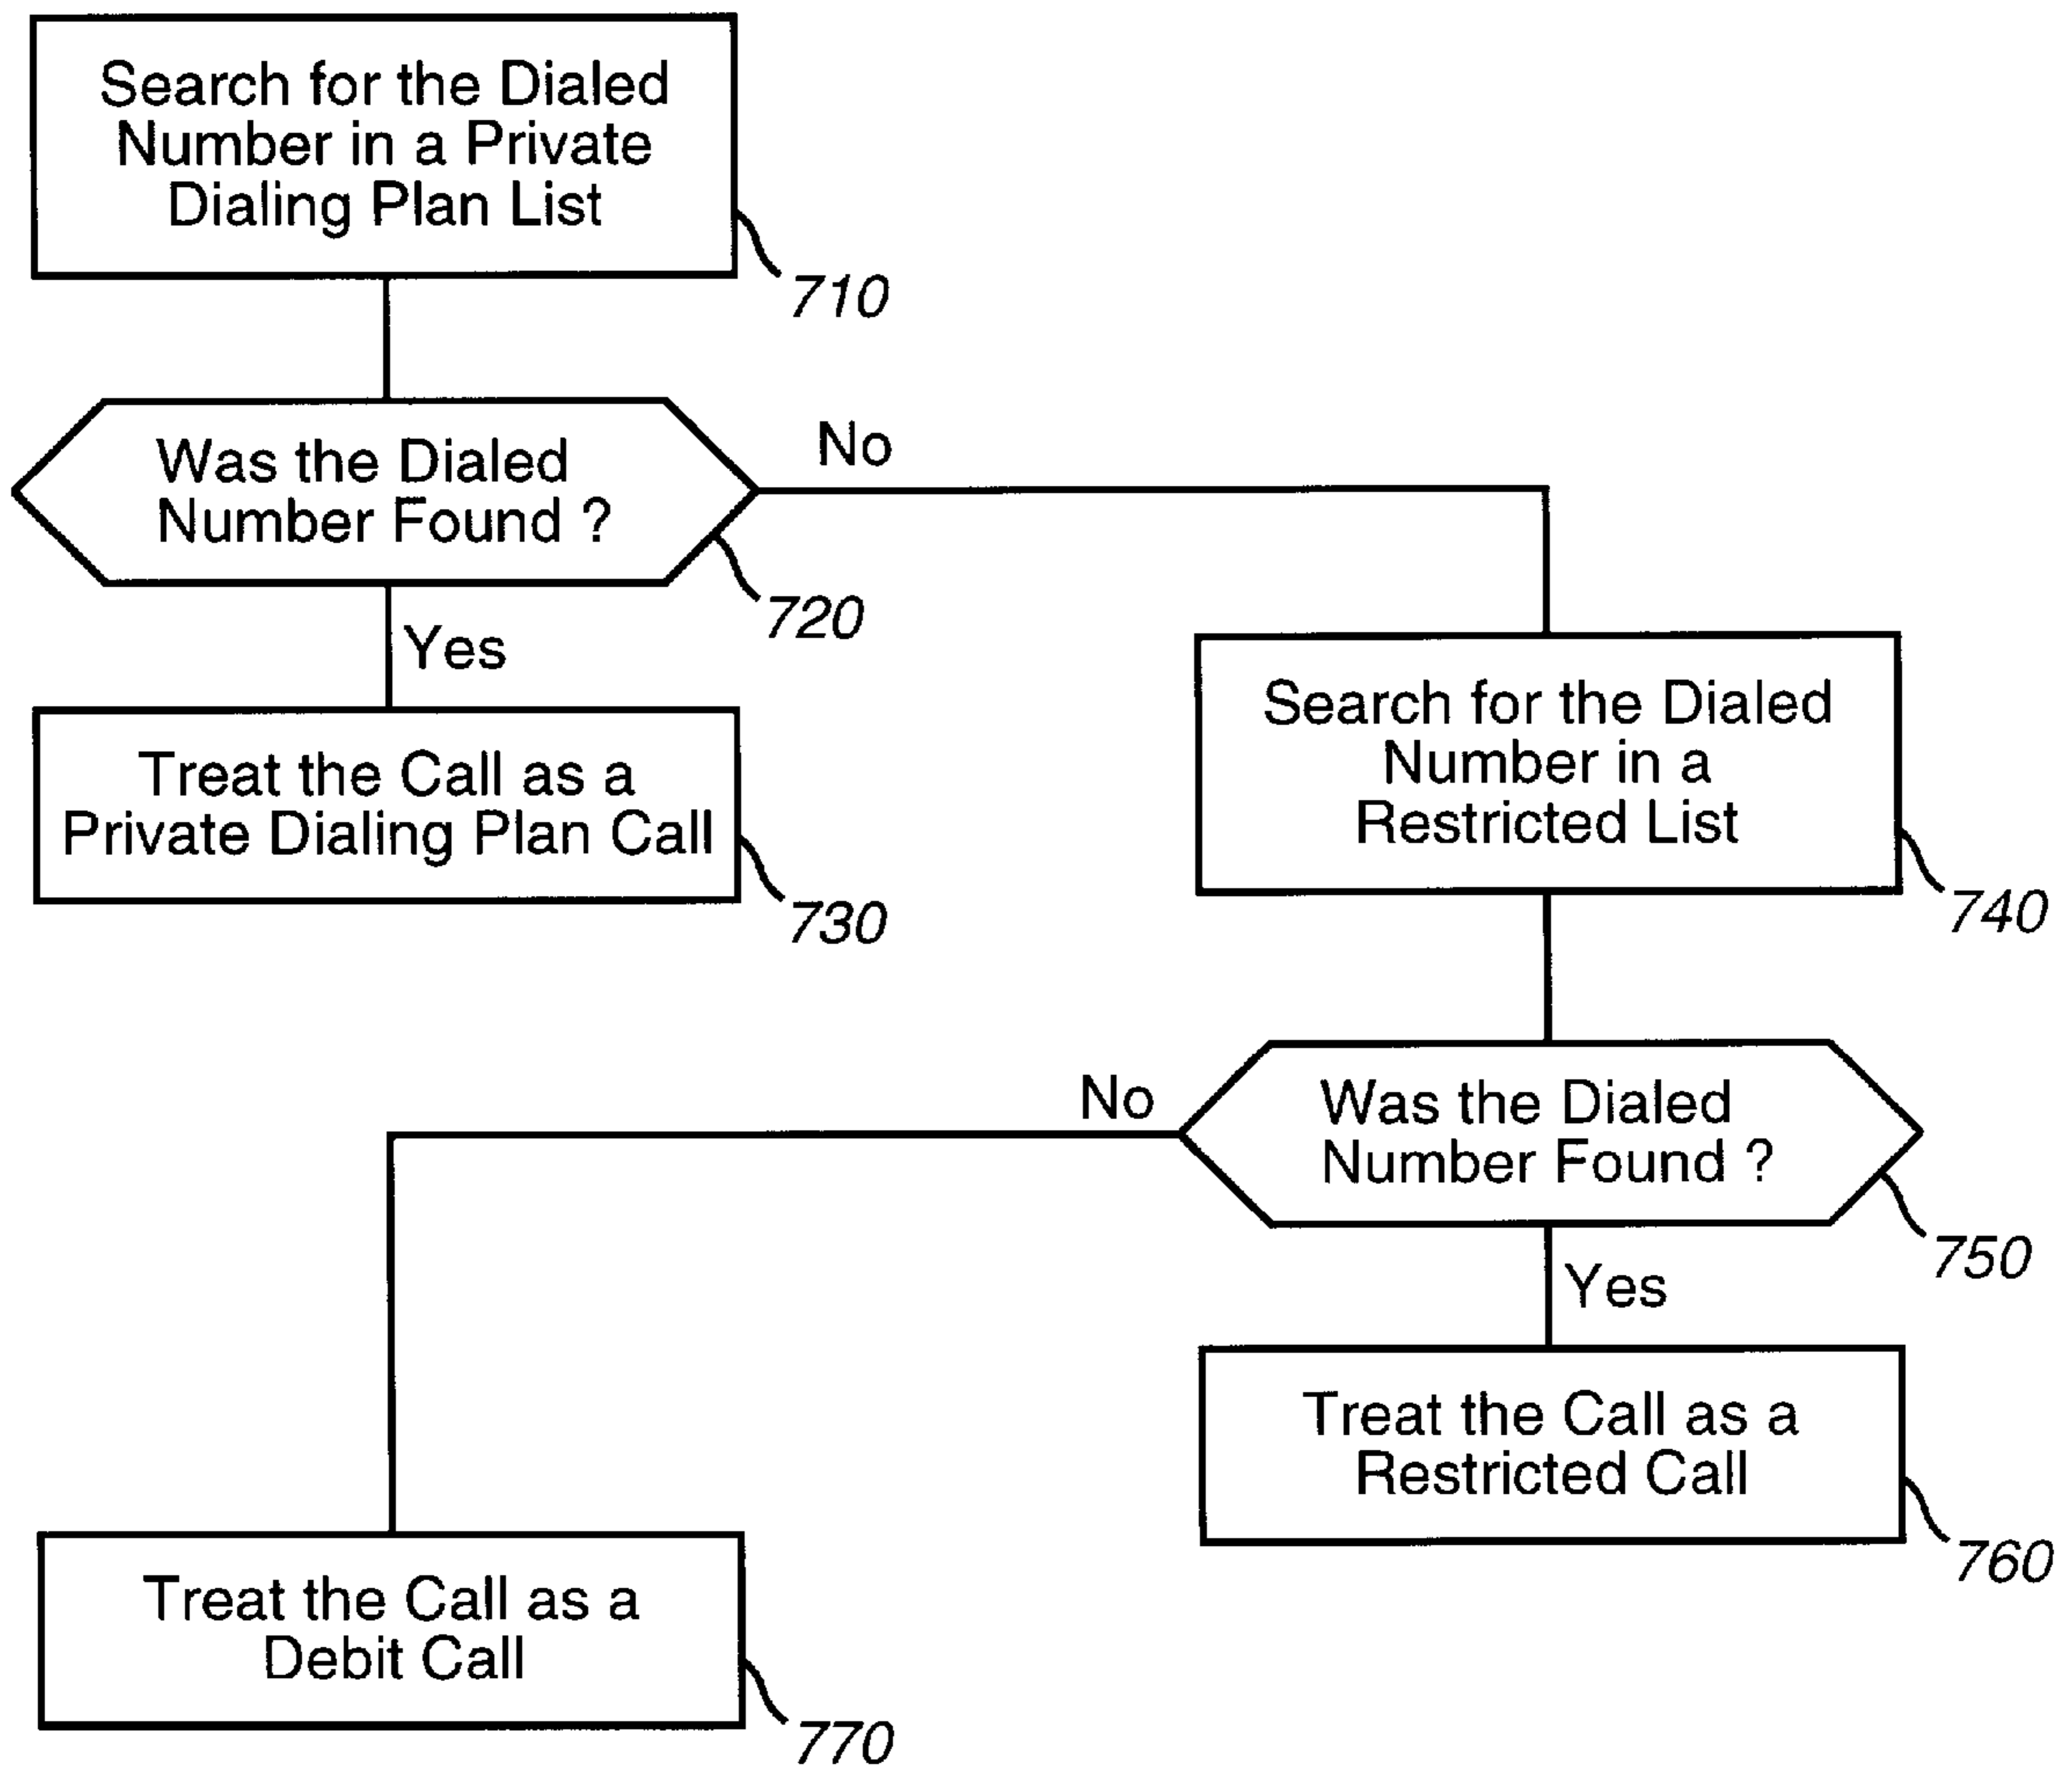 Search for the Dialed
Number in a Private
Dialing Plan List
710
Was the Dialed
Number Found ?
No
720
Yes
Treat the Call as a
Private Dialing Plan Call
730
Search for the Dialed
Number in a
Restricted List
740
Was the Dialed
Number Found ?
No
750
Yes
Treat the Call as a
Restricted Call
760
Treat the Call as a
Debit Call
770